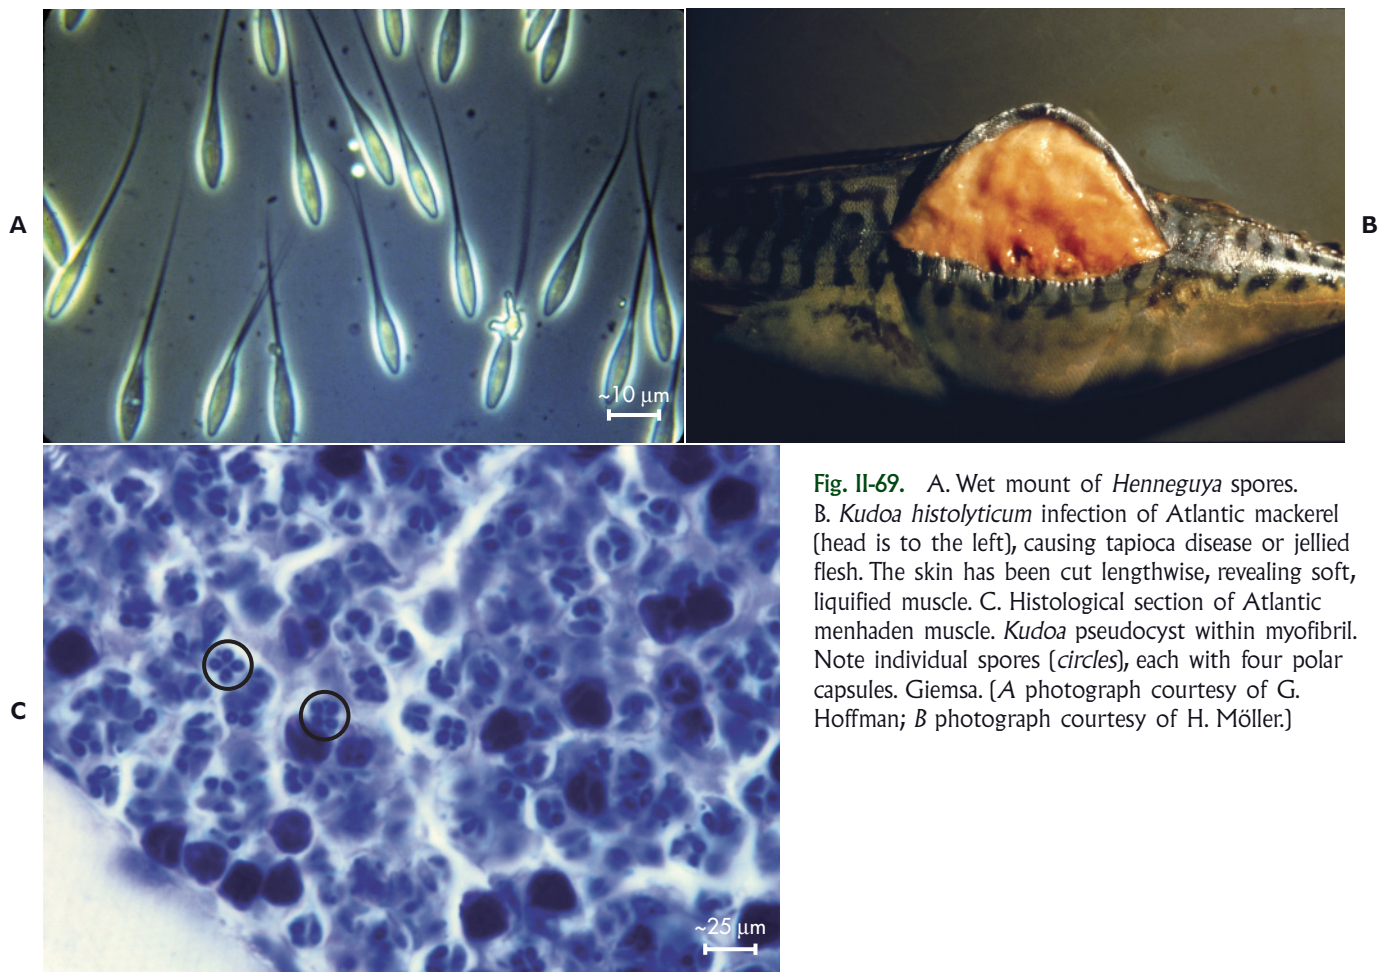 A
B
~10 μm
Fig. II-69. A. Wet mount of Henneguya spores.
B. Kudoa histolyticum infection of Atlantic mackerel
(head is to the left), causing tapioca disease or jellied
flesh. The skin has been cut lengthwise, revealing soft,
liquified muscle. C. Histological section of Atlantic
menhaden muscle. Kudoa pseudocyst within myofibril.
Note individual spores (circles), each with four polar
capsules. Giemsa. (A photograph courtesy of G.
Hoffman; B photograph courtesy of H. Möller.)
C
~25 μm